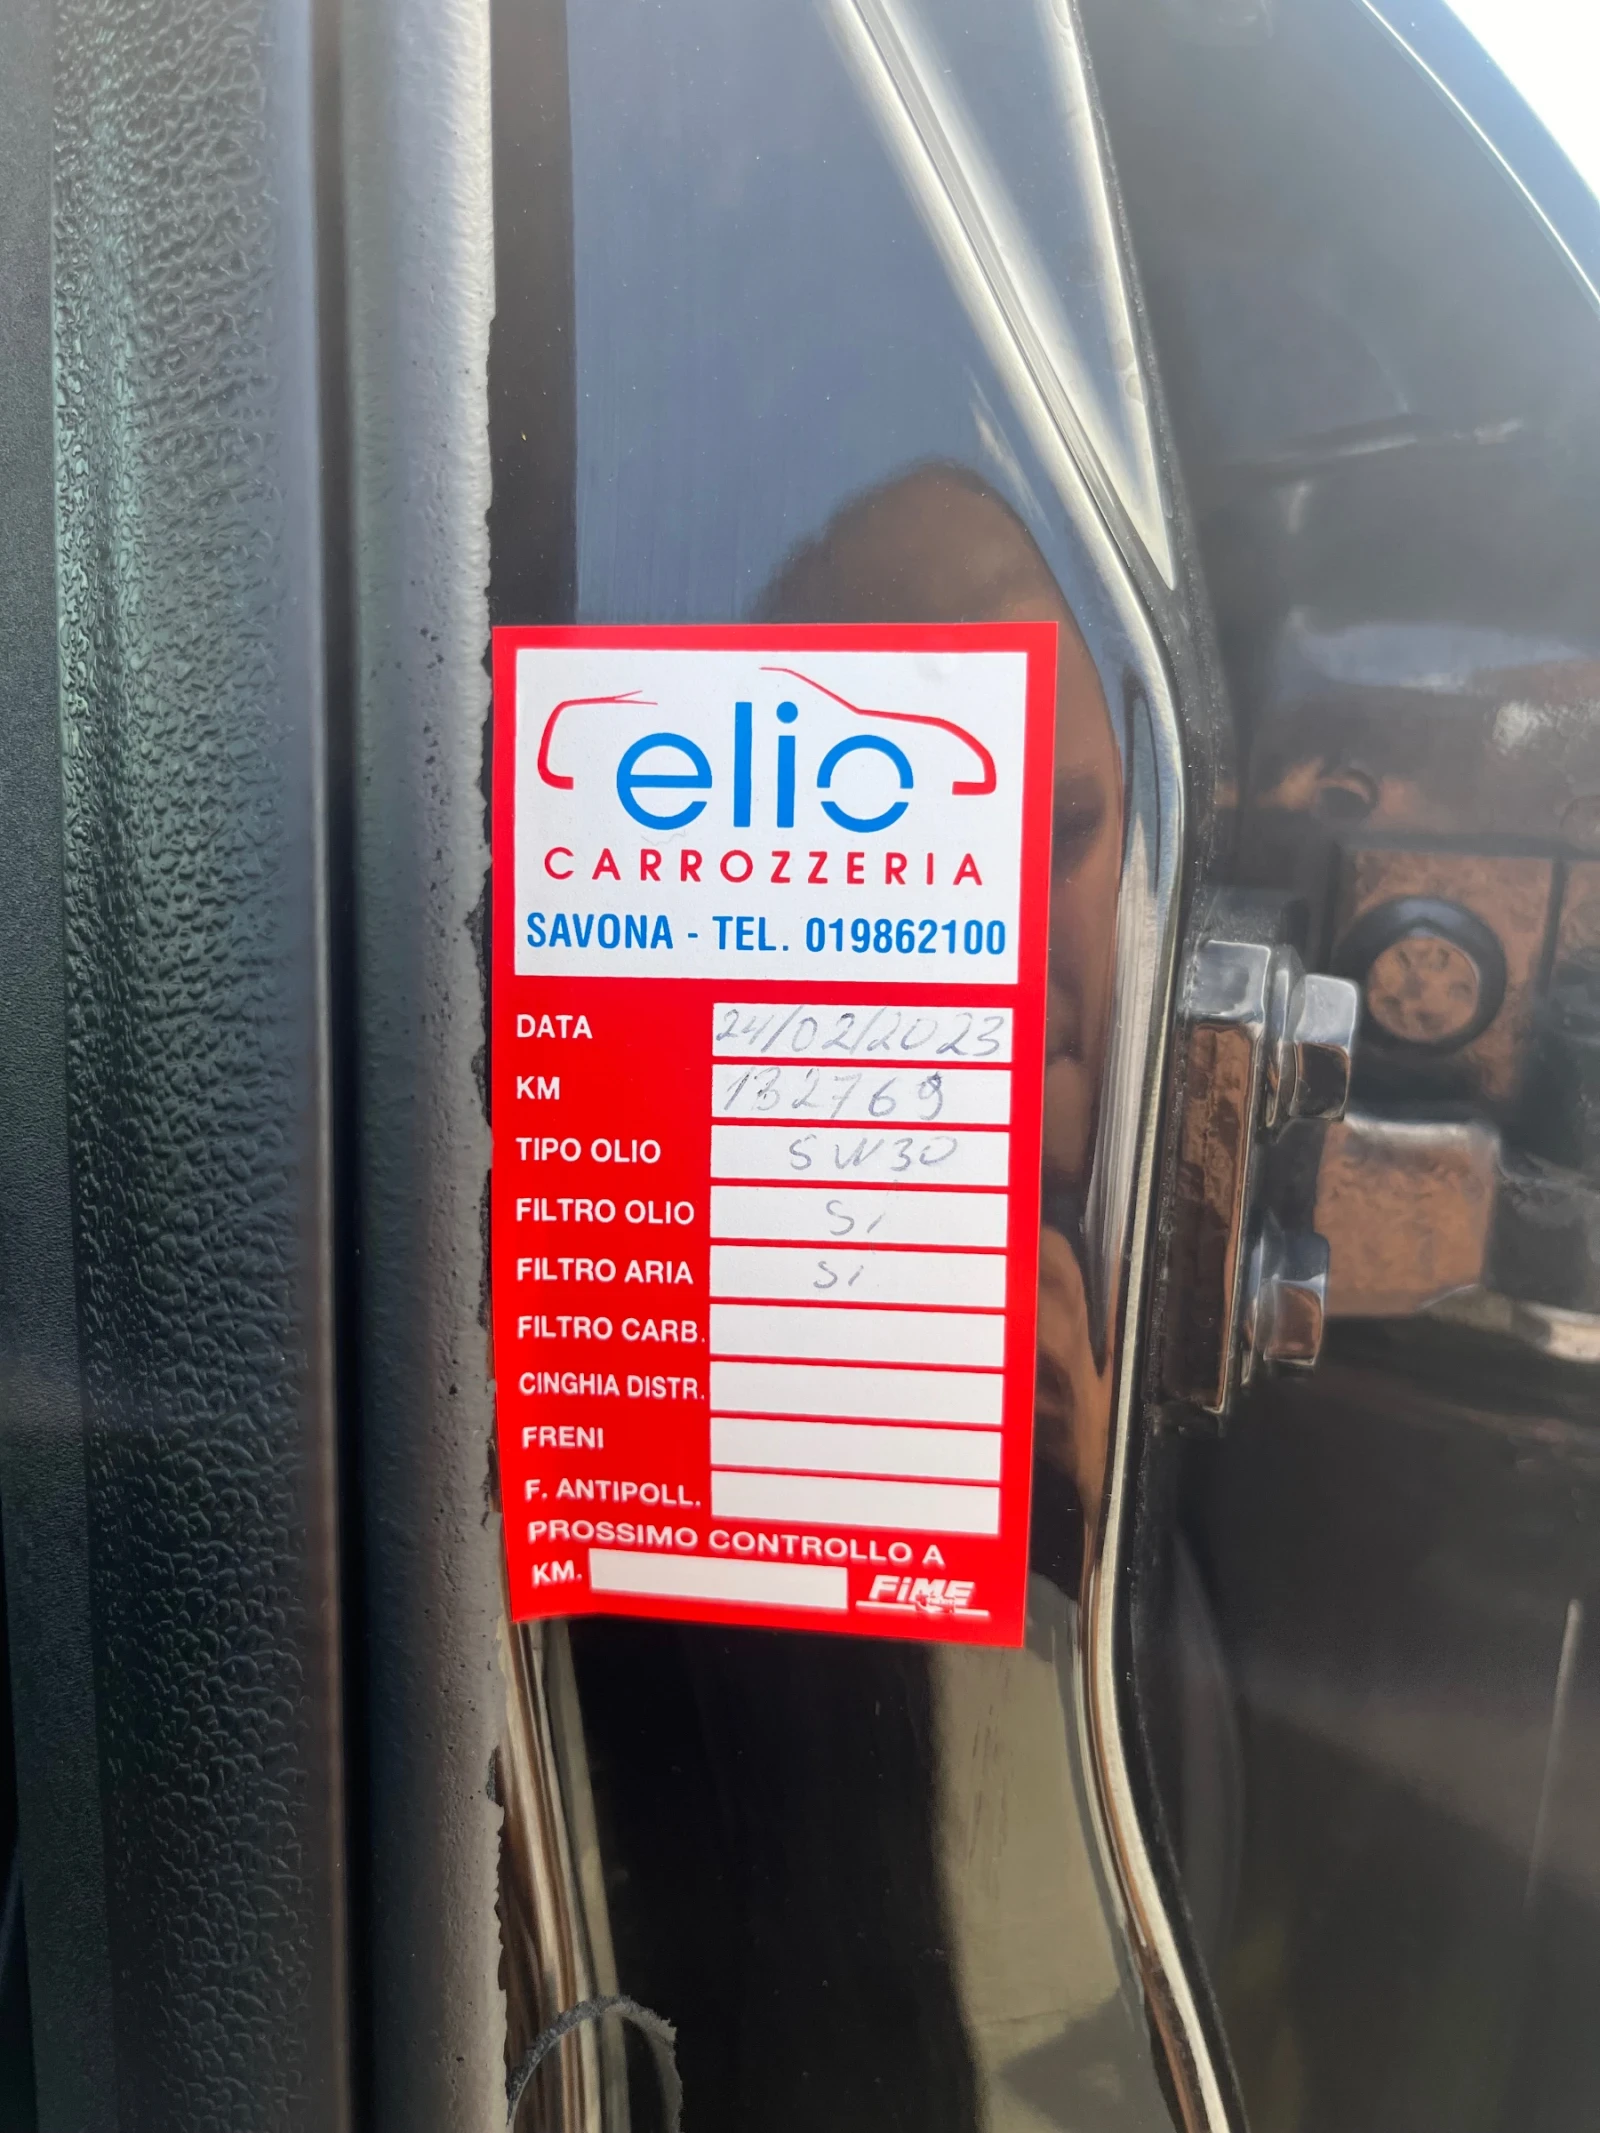 elio
CARROZZERIA
SAVONA - TEL. 019862100
DATA 24/02/2023
KM 132769
TIPO OLIO 5W30
FILTRO OLIO Si
FILTRO ARIA Si
FILTRO CARB.
CINGHIA DISTR.
FRENI
F. ANTIPOLL.
PROSSIMO CONTROLLO A
KM. FiME